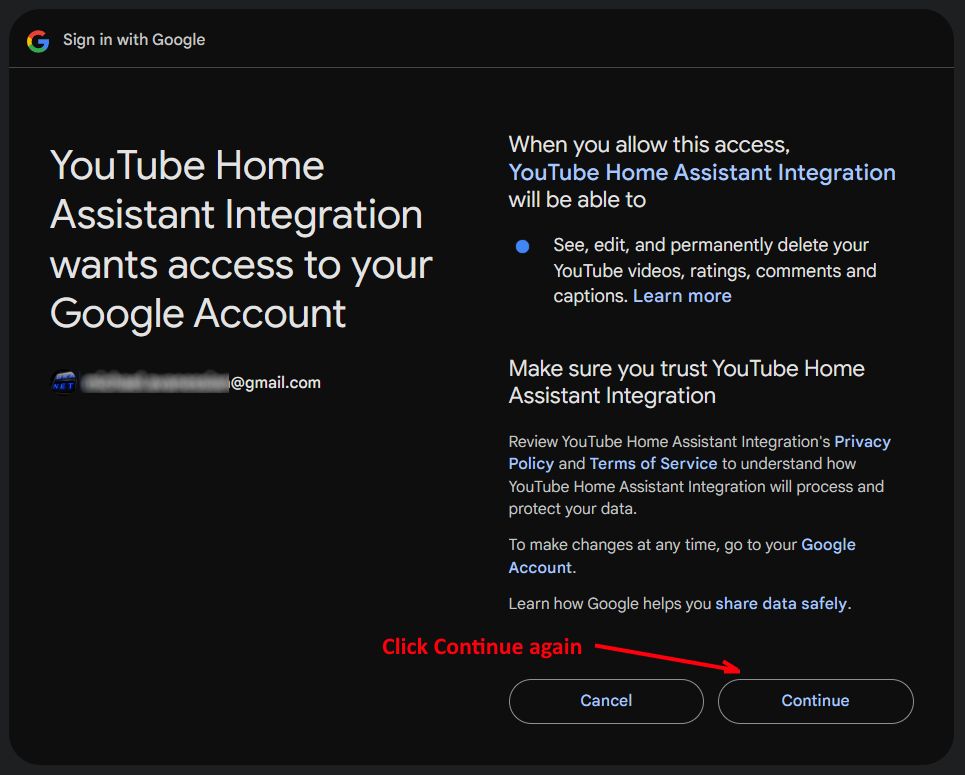 Sign in with Google
YouTube Home
Assistant Integration
wants access to your
Google Account
NET
@gmail.com
When you allow this access,
YouTube Home Assistant Integration
will be able to
See, edit, and permanently delete your
YouTube videos, ratings, comments and
captions. Learn more
Make sure you trust YouTube Home
Assistant Integration
Review YouTube Home Assistant Integration's Privacy
Policy and Terms of Service to understand how
YouTube Home Assistant Integration will process and
protect your data.
To make changes at any time, go to your Google
Account.
Learn how Google helps you share data safely.
Click Continue again
Cancel
Continue